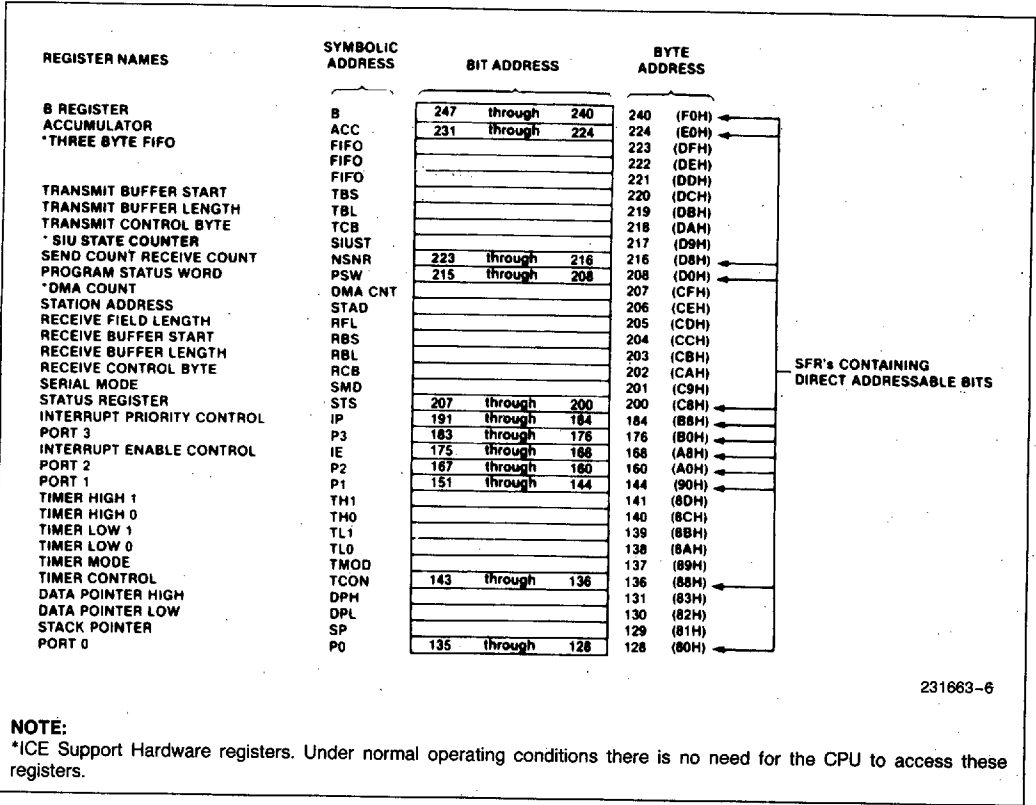 REGISTER NAMES SYMBOLIC ADDRESS BIT ADDRESS BYTE ADDRESS
B REGISTER B 247 through 240 240 (F0H)
ACCUMULATOR ACC 231 through 224 224 (E0H)
*THREE BYTE FIFO FIFO 223 (DFH)
FIFO 222 (DEH)
FIFO 221 (DDH)
TRANSMIT BUFFER START TBS 220 (DCH)
TRANSMIT BUFFER LENGTH TBL 219 (DBH)
TRANSMIT CONTROL BYTE TCB 218 (DAH)
* SIU STATE COUNTER SIUST 217 (D9H)
SEND COUNT RECEIVE COUNT NSNR 223 through 216 216 (D8H)
PROGRAM STATUS WORD PSW 215 through 208 208 (D0H)
*DMA COUNT DMA CNT 207 (CFH)
STATION ADDRESS STAD 206 (CEH)
RECEIVE FIELD LENGTH RFL 205 (CDH)
RECEIVE BUFFER START RBS 204 (CCH)
RECEIVE BUFFER LENGTH RBL 203 (CBH)
RECEIVE CONTROL BYTE RCB 202 (CAH)
SERIAL MODE SMD 201 (C9H)
STATUS REGISTER STS 207 through 200 200 (C8H)
INTERRUPT PRIORITY CONTROL IP 191 through 184 184 (B8H)
PORT 3 P3 183 through 176 176 (B0H)
INTERRUPT ENABLE CONTROL IE 175 through 168 168 (A8H)
PORT 2 P2 167 through 160 160 (A0H)
PORT 1 P1 151 through 144 144 (90H)
TIMER HIGH 1 TH1 141 (8DH)
TIMER HIGH 0 TH0 140 (8CH)
TIMER LOW 1 TL1 139 (8BH)
TIMER LOW 0 TL0 138 (8AH)
TIMER MODE TMOD 137 (89H)
TIMER CONTROL TCON 143 through 136 136 (88H)
DATA POINTER HIGH DPH 131 (83H)
DATA POINTER LOW DPL 130 (82H)
STACK POINTER SP 129 (81H)
PORT 0 P0 135 through 128 128 (80H)
SFR's CONTAINING
DIRECT ADDRESSABLE BITS
231663-6
NOTE:
*ICE Support Hardware registers. Under normal operating conditions there is no need for the CPU to access these
registers.